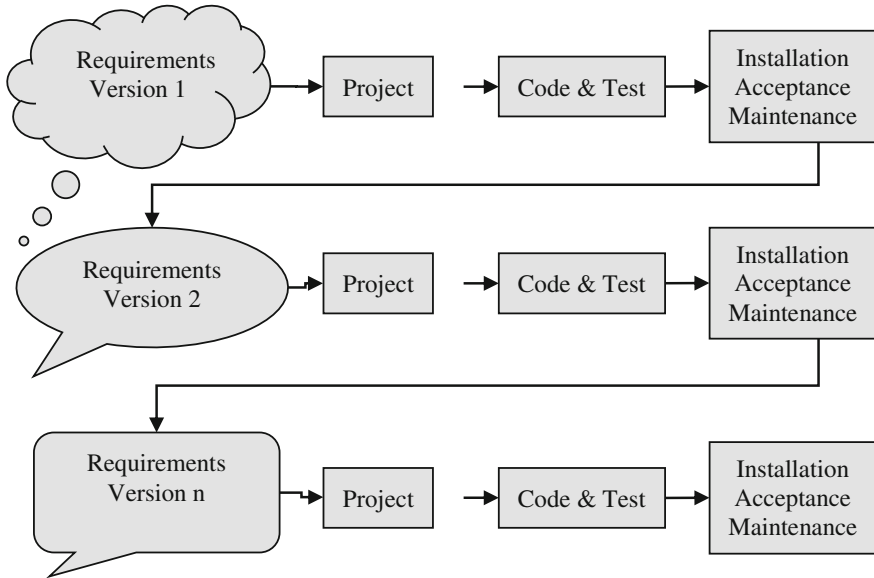 Requirements
Version 1
Project
Code & Test
Installation
Acceptance
Maintenance
Requirements
Version 2
Project
Code & Test
Installation
Acceptance
Maintenance
Requirements
Version n
Project
Code & Test
Installation
Acceptance
Maintenance